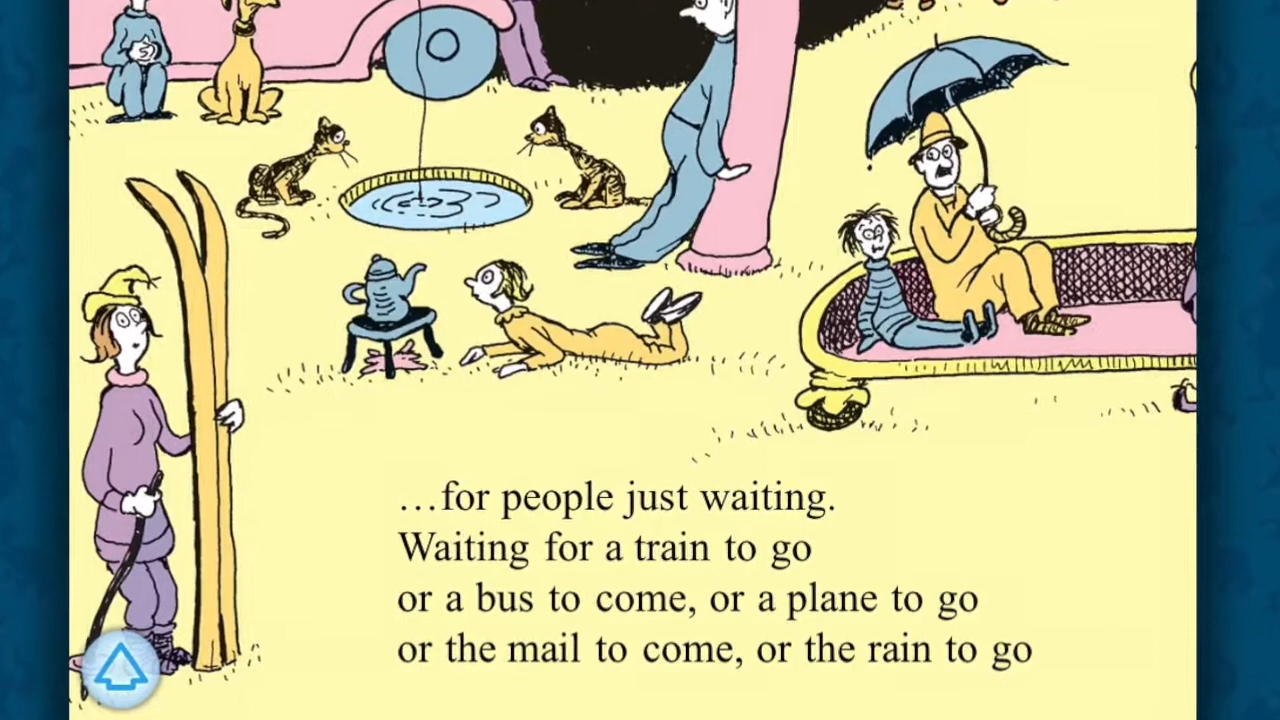 …for people just waiting.
Waiting for a train to go
or a bus to come, or a plane to go
or the mail to come, or the rain to go